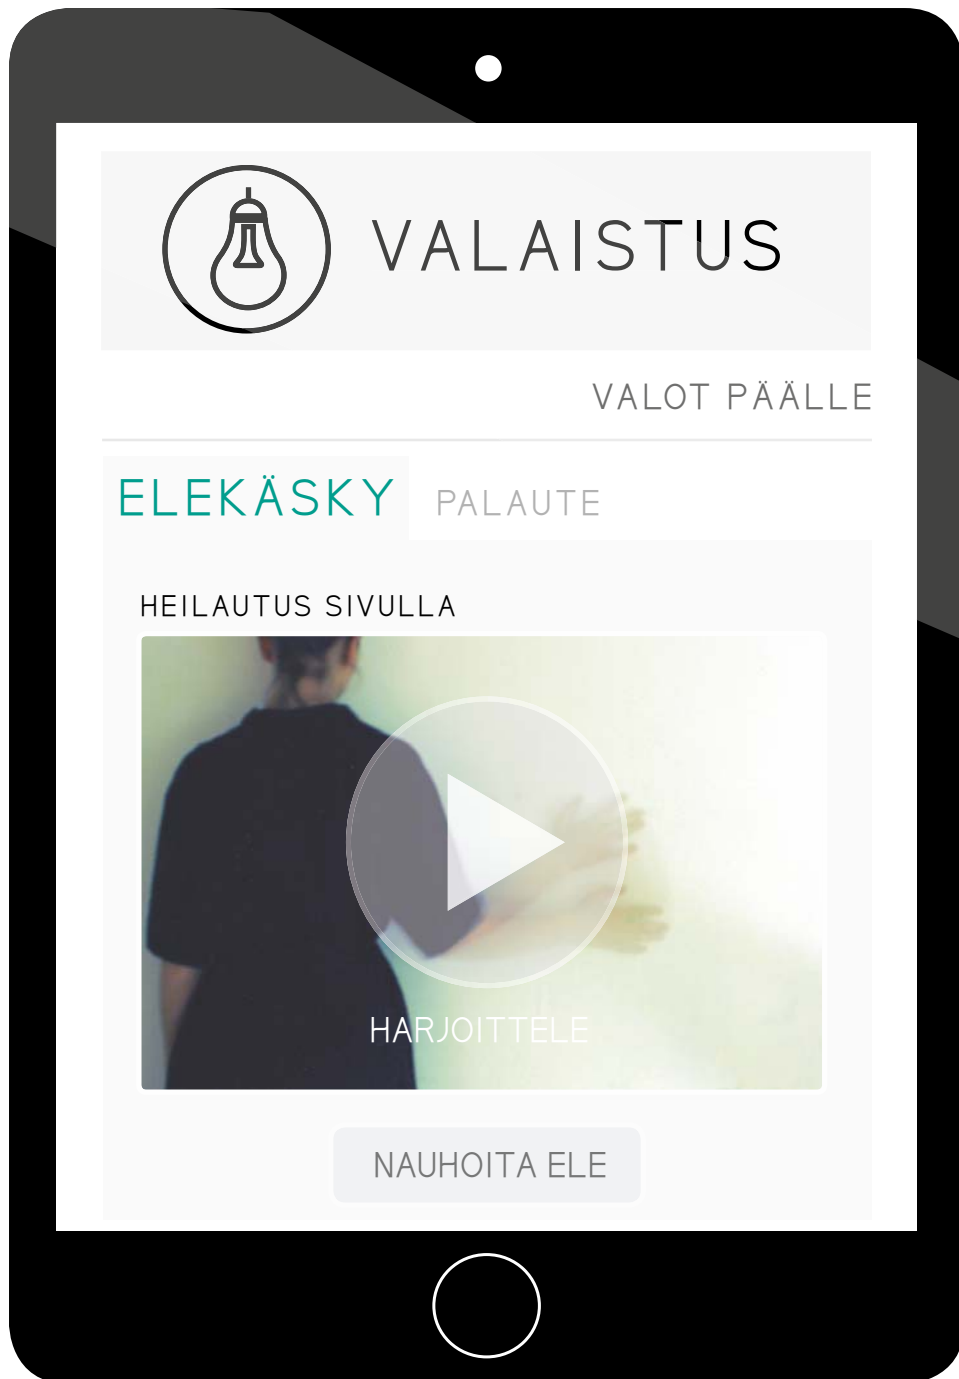 VALAISTUS
VALOT PÄÄLLE
ELEKÄSKY PALAUTE
HEILAUTUS SIVULLA
HARJOITTELE
NAUHOITA ELE